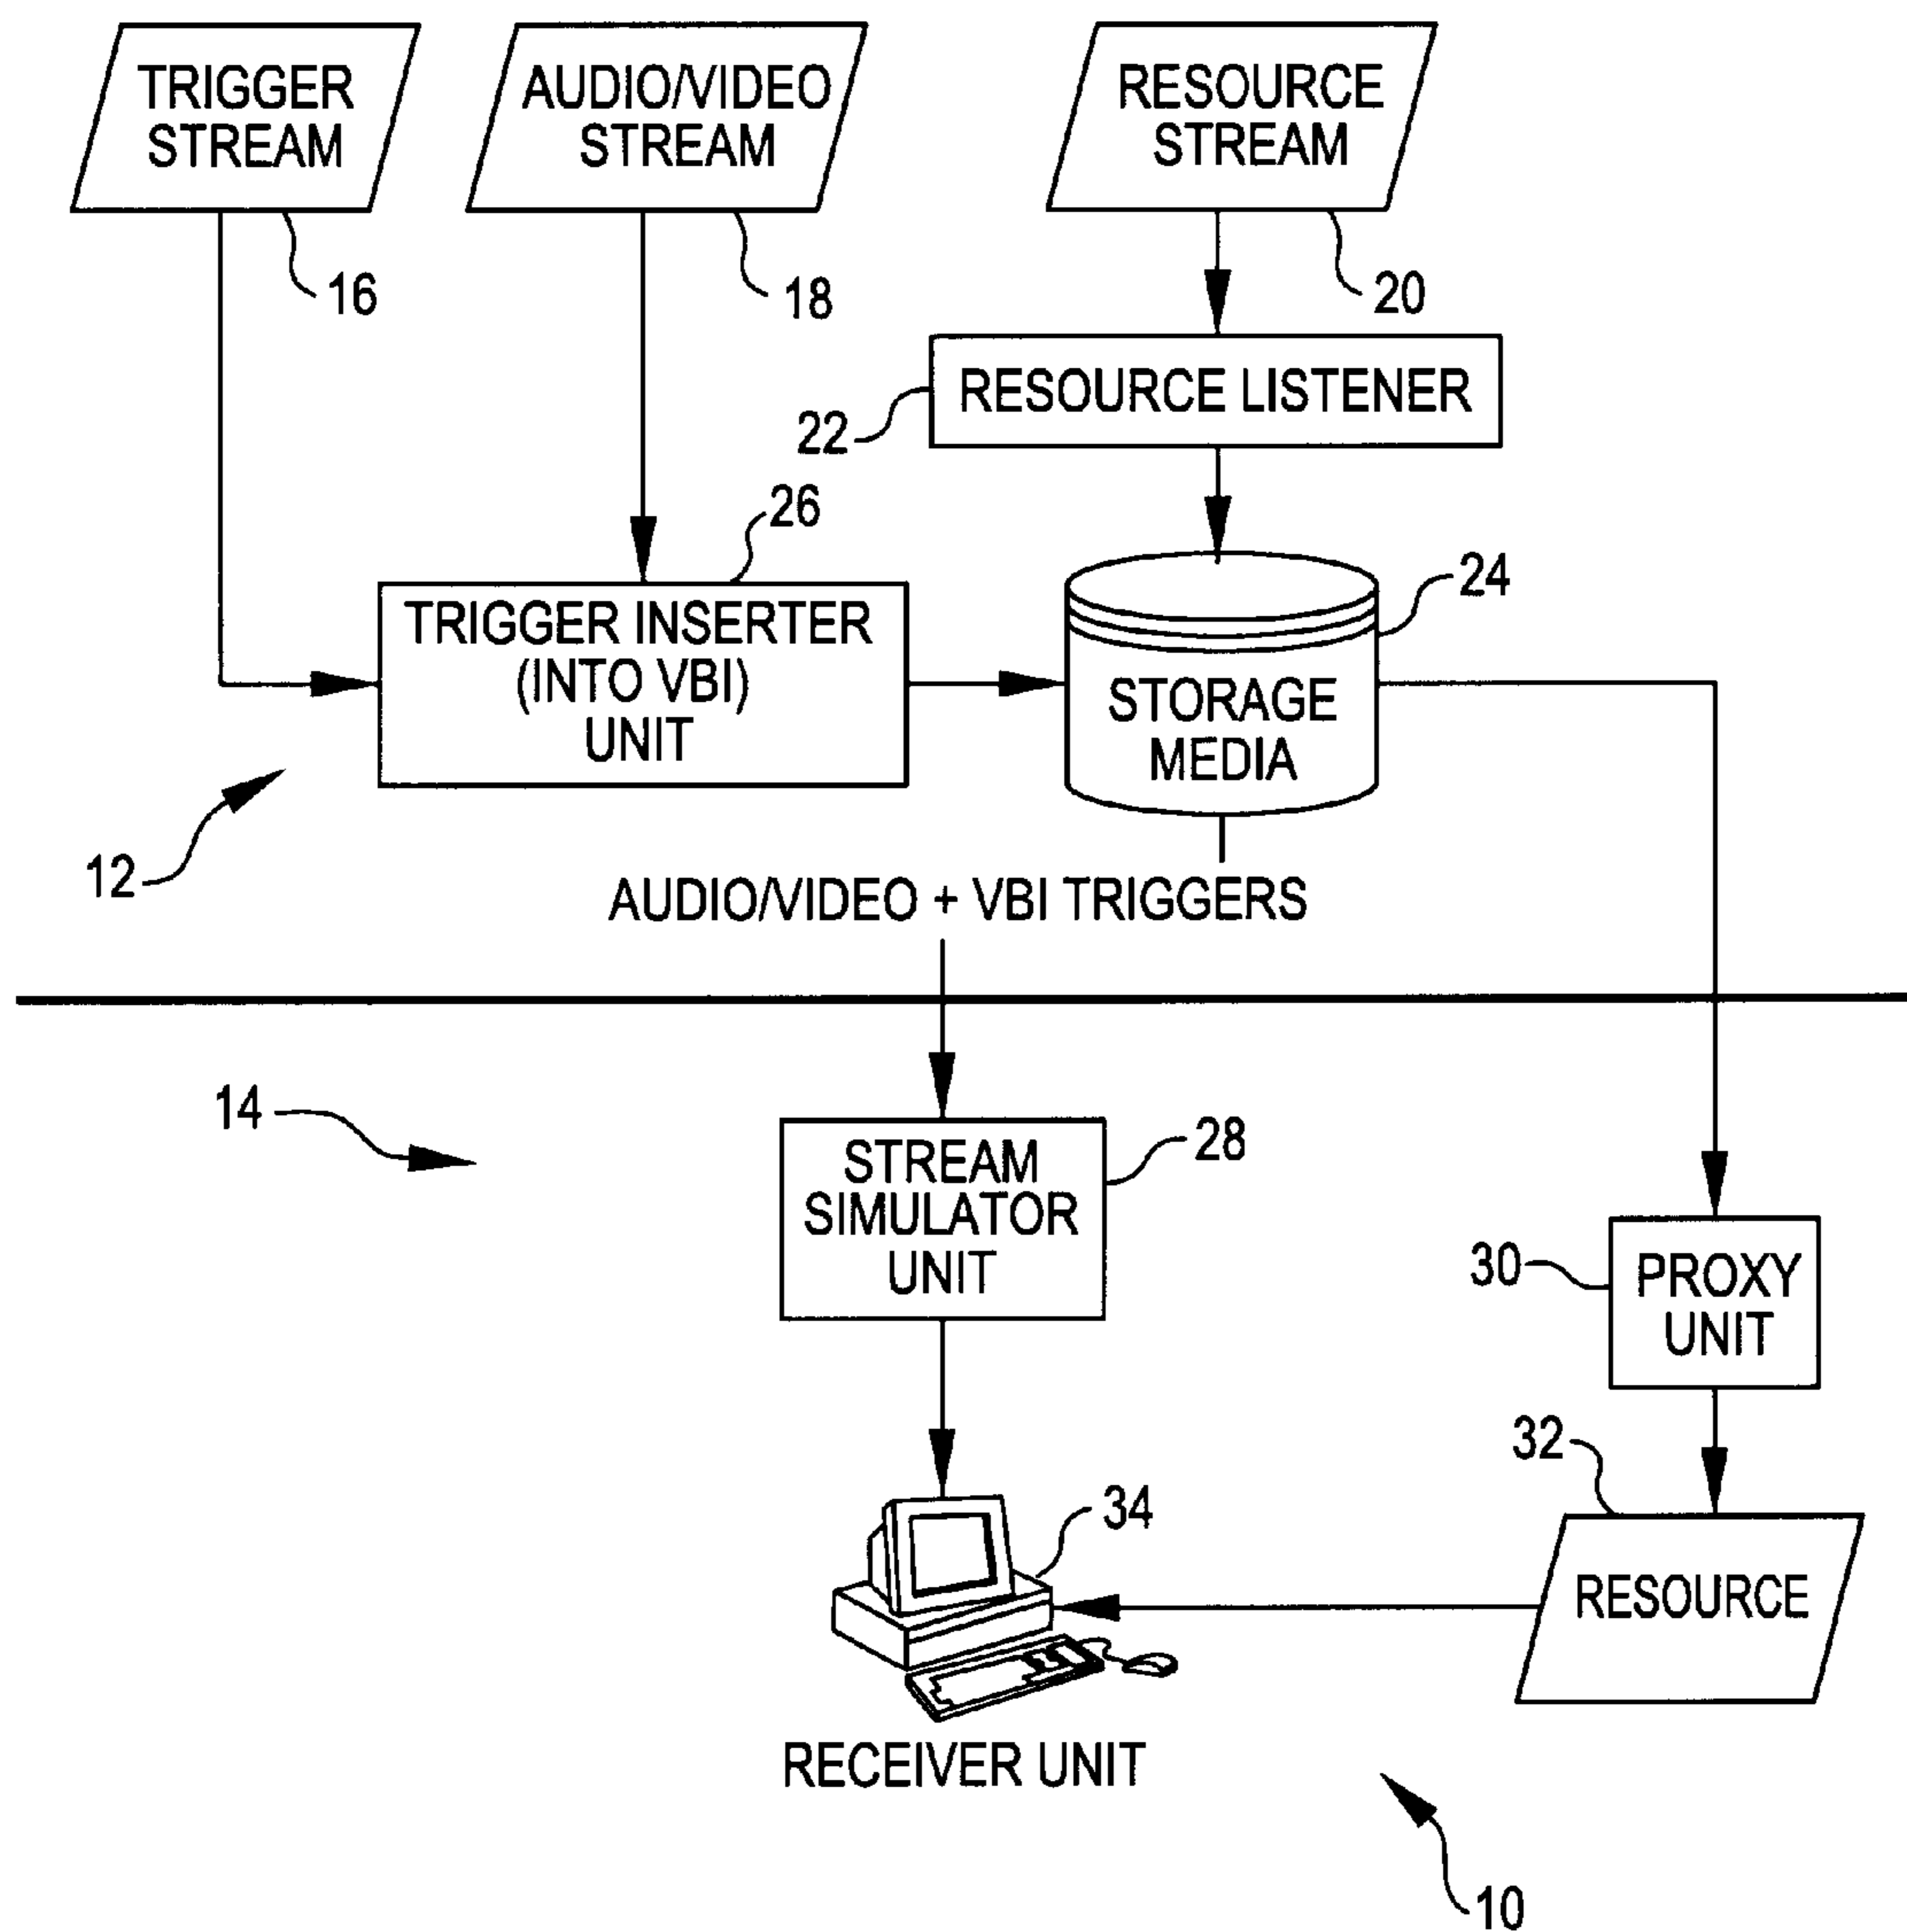 TRIGGER
STREAM
AUDIO/VIDEO
STREAM
RESOURCE
STREAM
16
18
20
RESOURCE LISTENER
22
26
TRIGGER INSERTER
(INTO VBI)
UNIT
24
STORAGE
MEDIA
12
AUDIO/VIDEO + VBI TRIGGERS
14
STREAM
SIMULATOR
UNIT
28
30
PROXY
UNIT
32
34
RESOURCE
RECEIVER UNIT
10